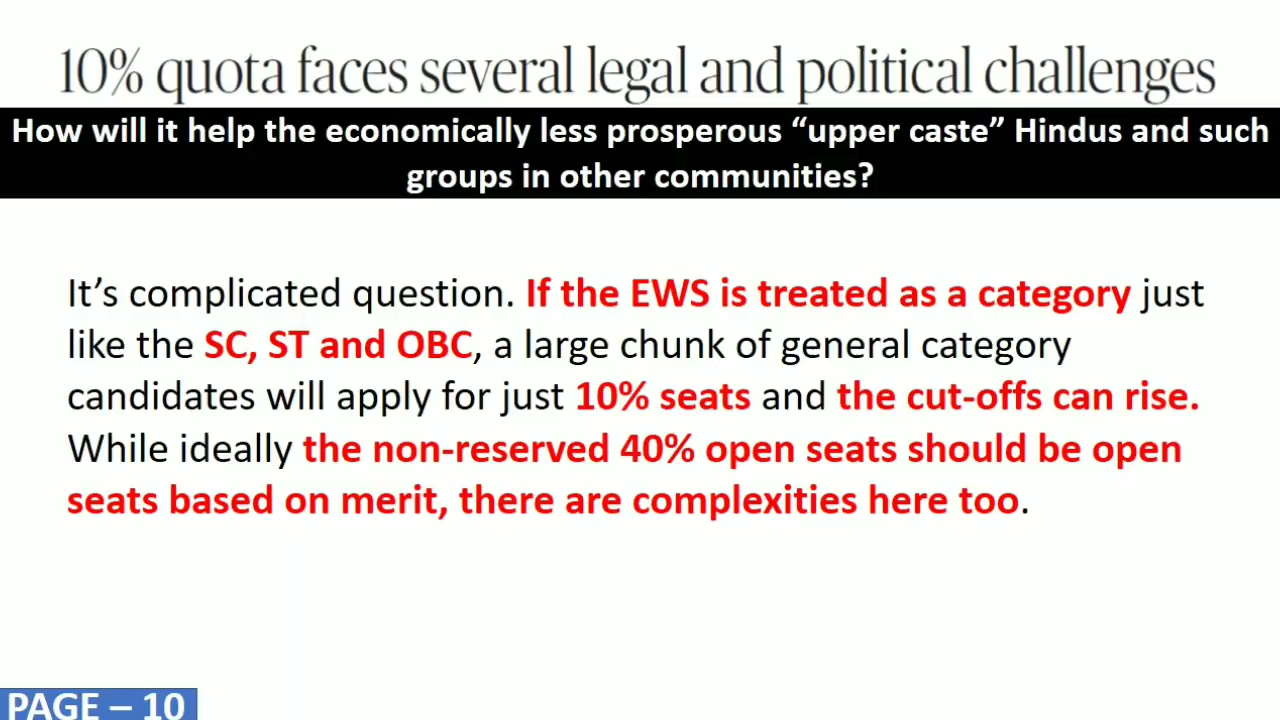 10% quota faces several legal and political challenges
How will it help the economically less prosperous “upper caste” Hindus and such
groups in other communities?
It’s complicated question. If the EWS is treated as a category just
like the SC, ST and OBC, a large chunk of general category
candidates will apply for just 10% seats and the cut-offs can rise.
While ideally the non-reserved 40% open seats should be open
seats based on merit, there are complexities here too.
PAGE – 10